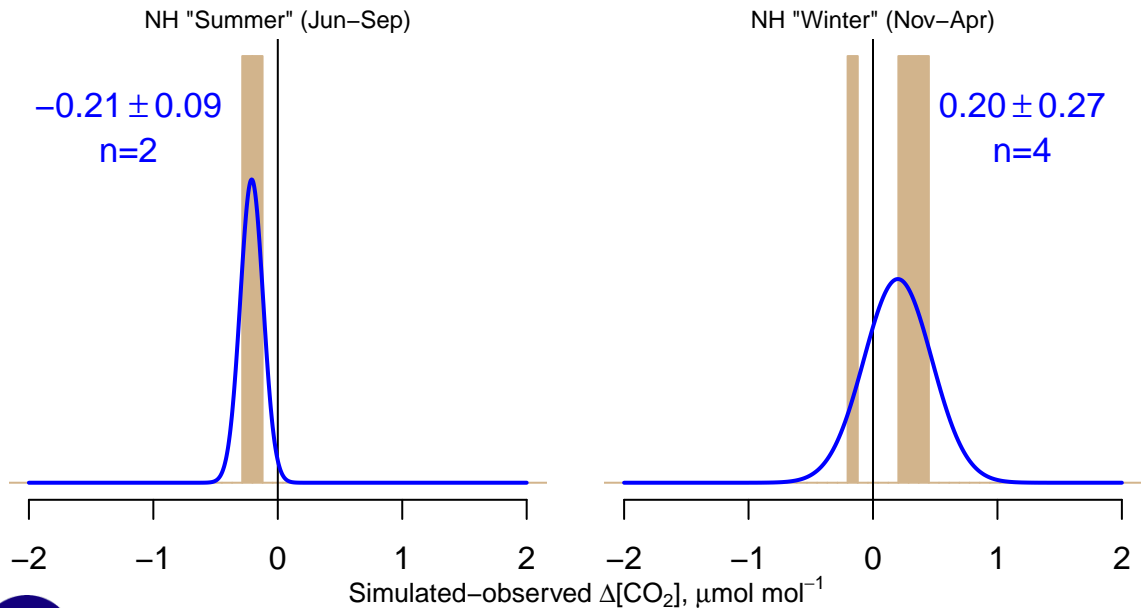 NH "Summer" (Jun−Sep)
−0.21 ± 0.09
n=2
−2 −1 0 1 2
NH "Winter" (Nov−Apr)
0.20 ± 0.27
n=4
−2 −1 0 1 2
Simulated−observed Δ[CO₂], μmol mol⁻¹